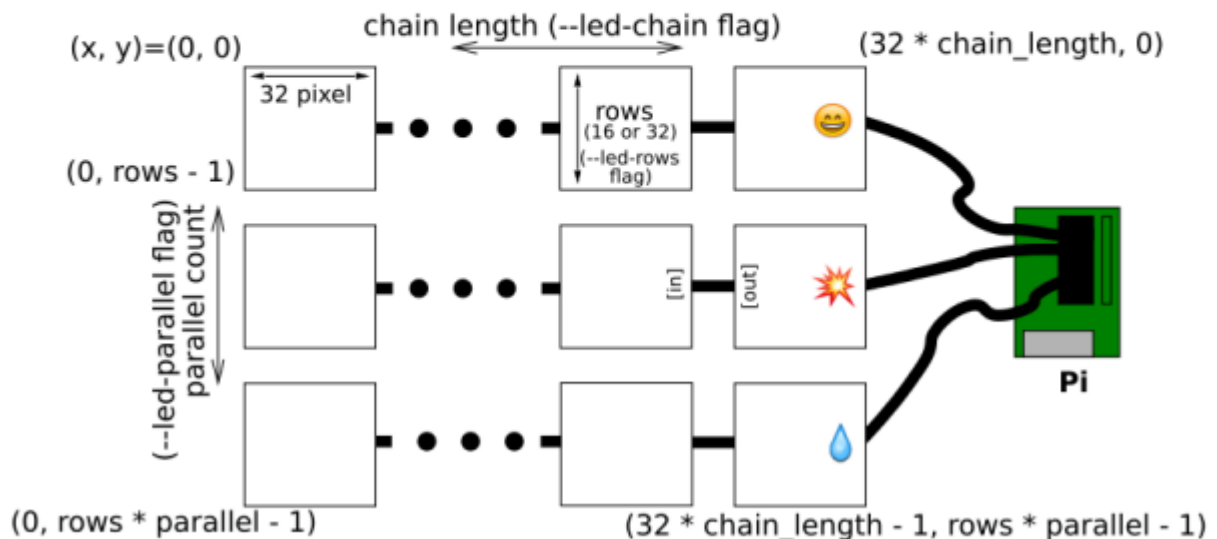 chain length (--led-chain flag)
(x, y)=(0, 0)
(32 * chain_length, 0)
32 pixel
rows
(16 or 32)
(--led-rows
flag)
(0, rows - 1)
(--led-parallel flag)
parallel count
[in]
[out]
Pi
(0, rows * parallel - 1)
(32 * chain_length - 1, rows * parallel - 1)